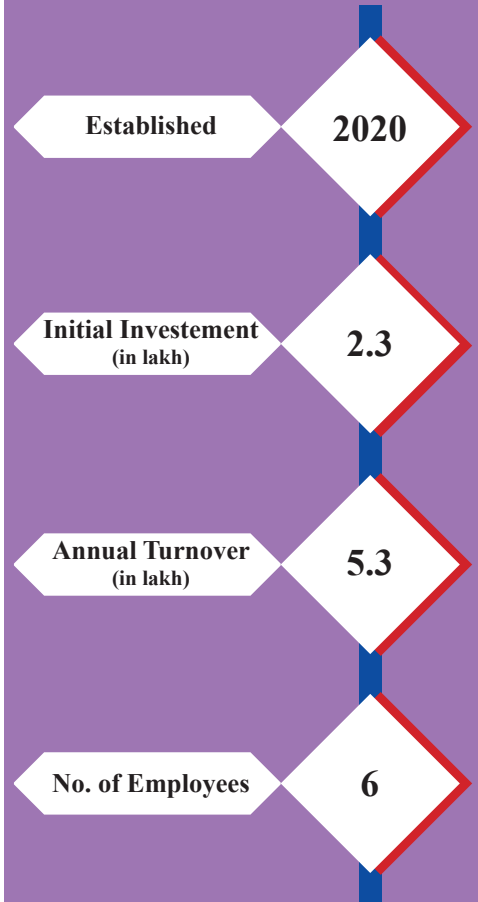 Established
2020
Initial Investement
(in lakh)
2.3
Annual Turnover
(in lakh)
5.3
No. of Employees
6